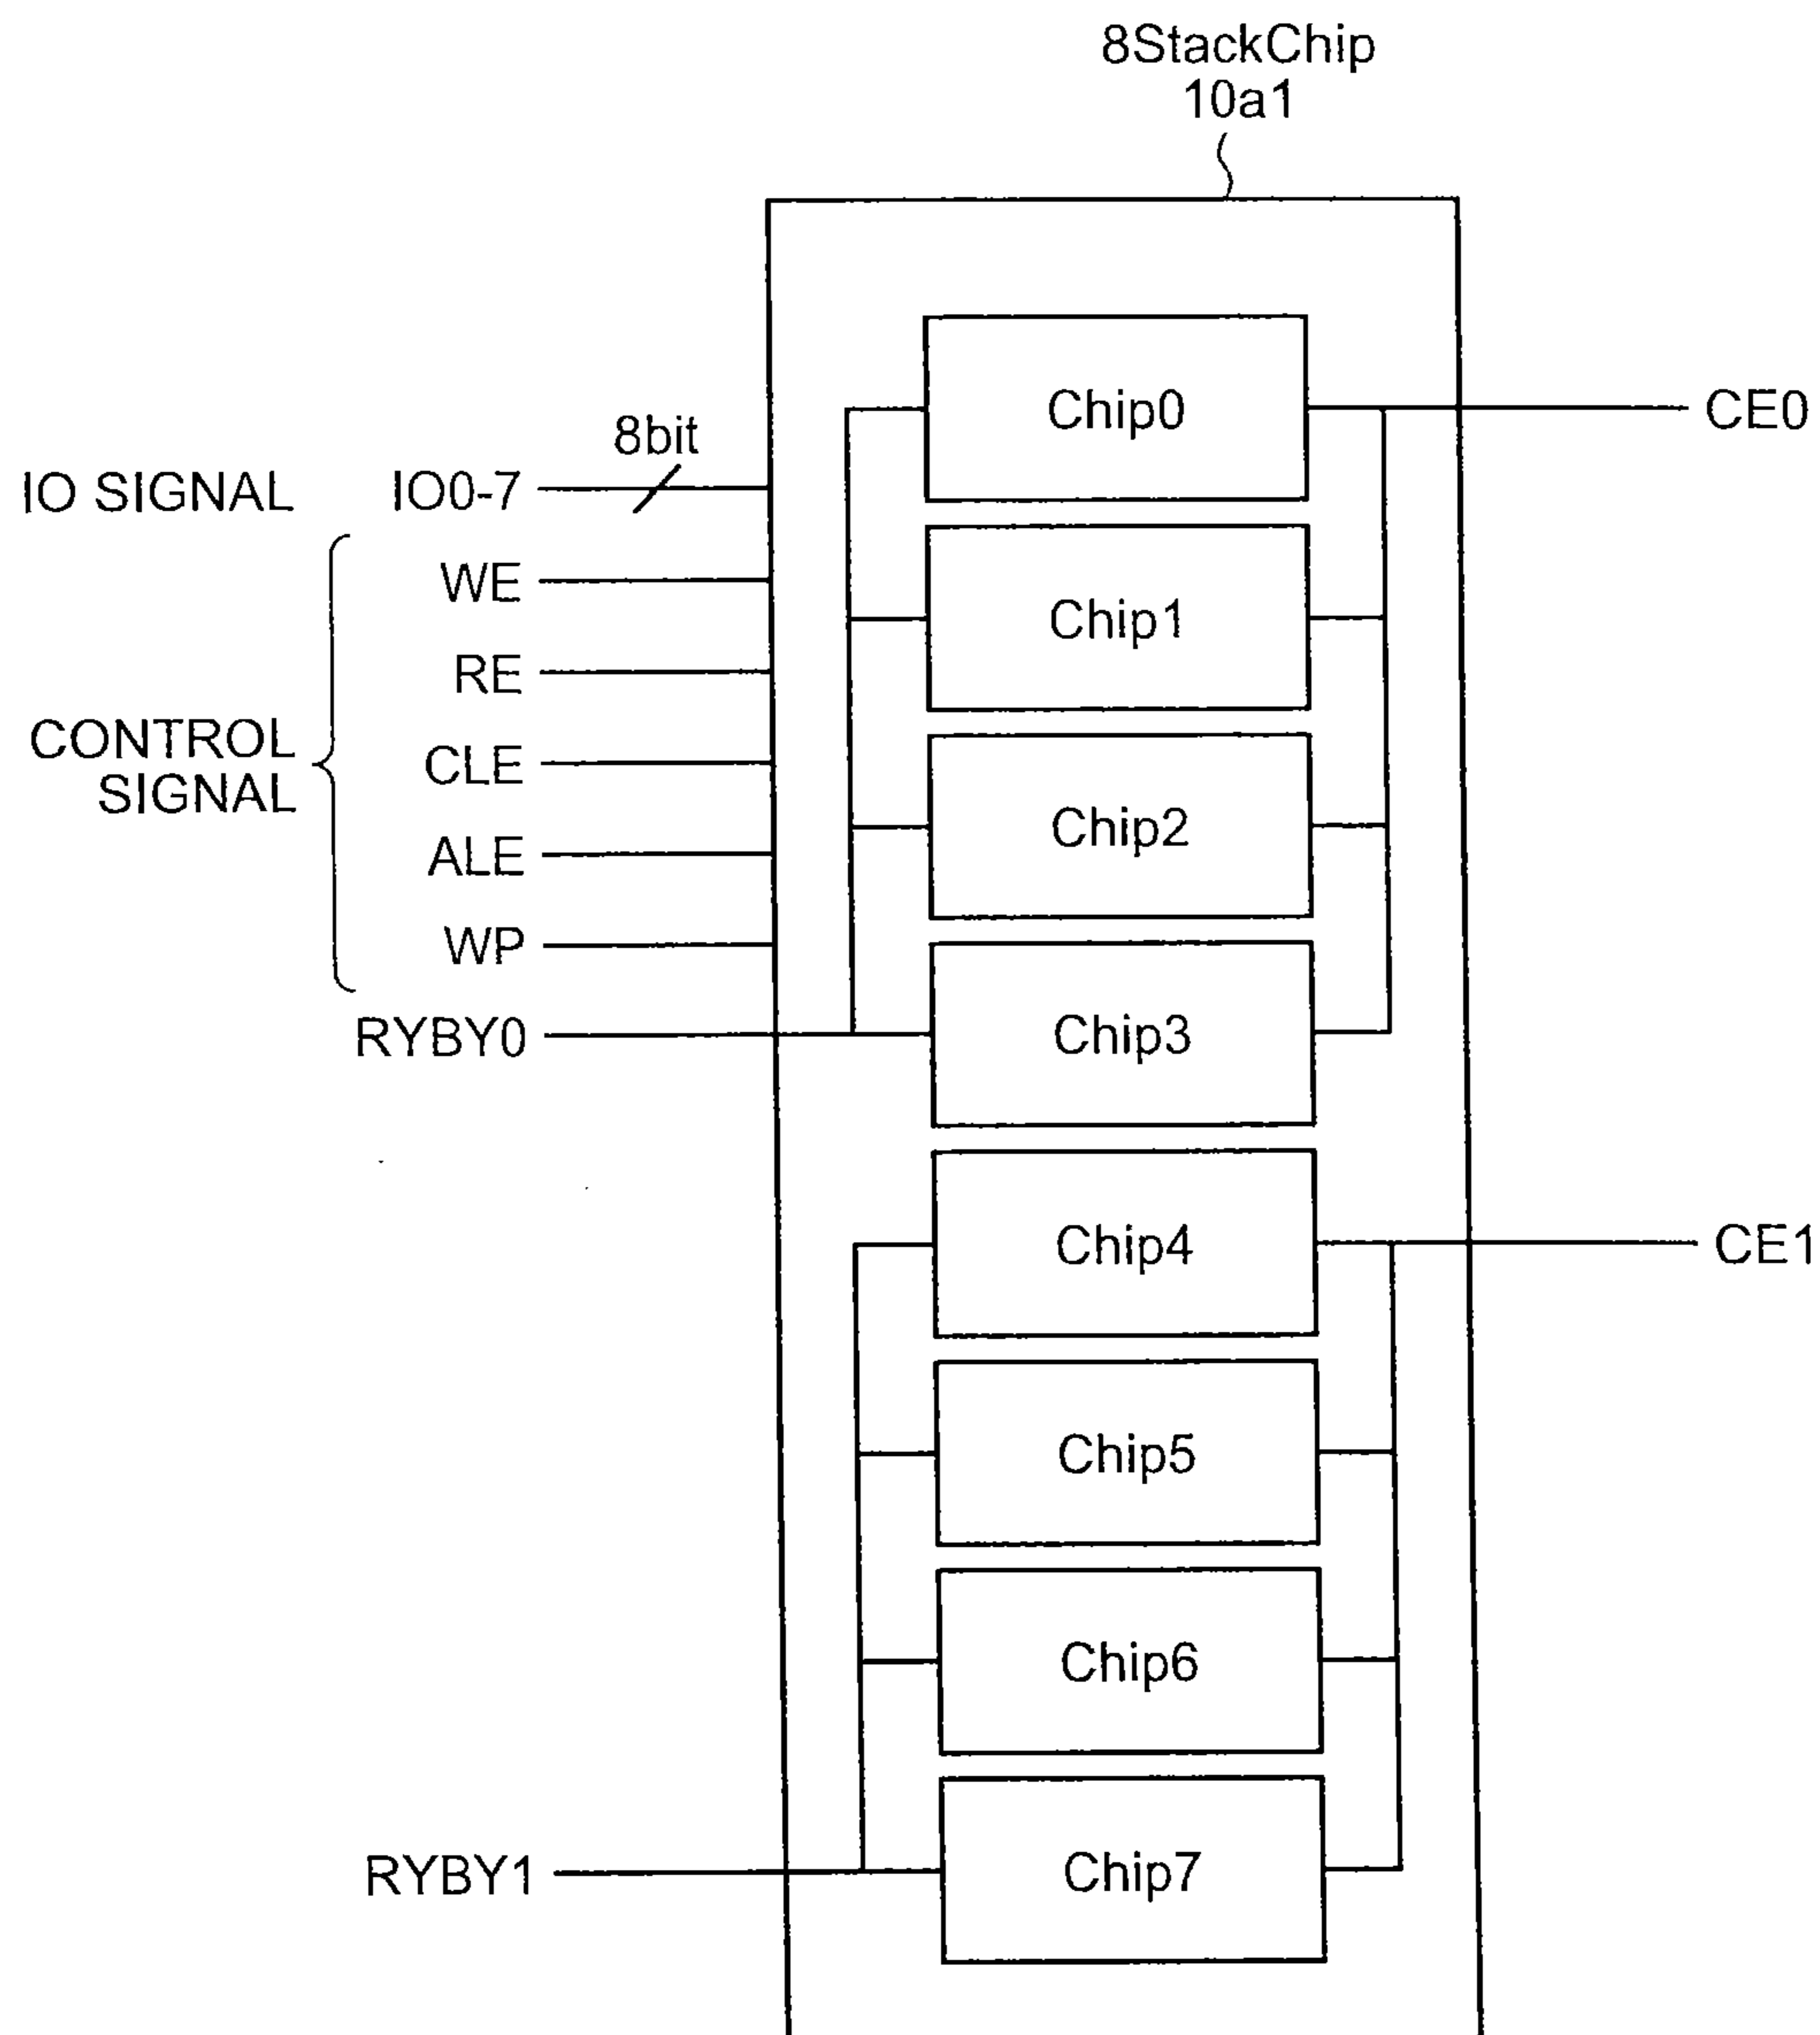 8StackChip
10a1
Chip0
CE0
8bit
IO SIGNAL IO0-7
WE
Chip1
RE
CONTROL
SIGNAL
CLE
Chip2
ALE
WP
RYBY0
Chip3
Chip4
CE1
Chip5
Chip6
RYBY1
Chip7